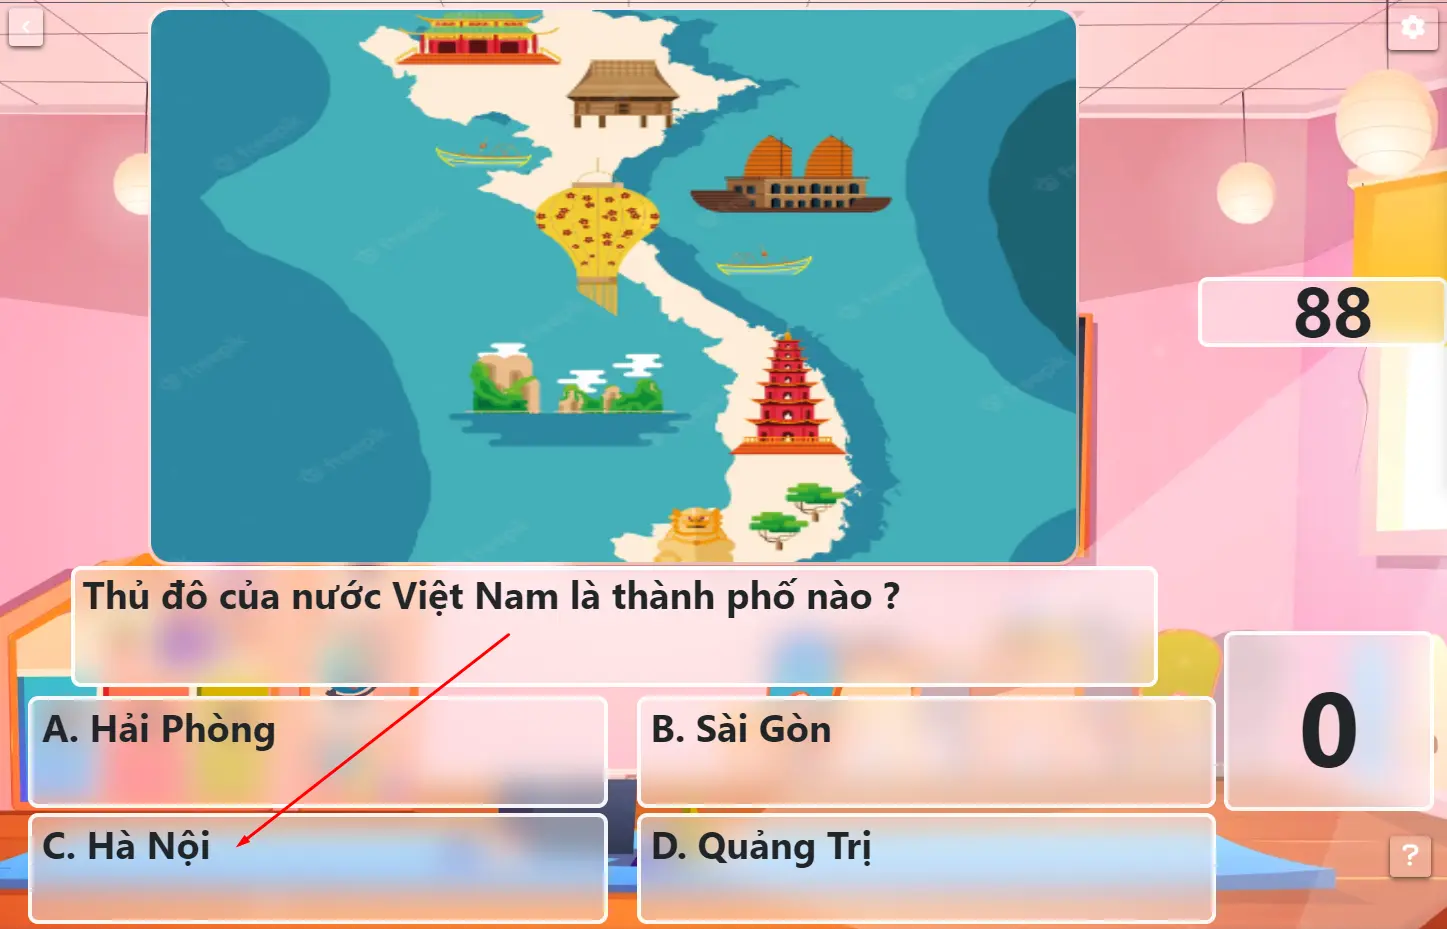 88
Thủ đô của nước Việt Nam là thành phố nào ?
A. Hải Phòng
B. Sài Gòn
0
C. Hà Nội
D. Quảng Trị
?